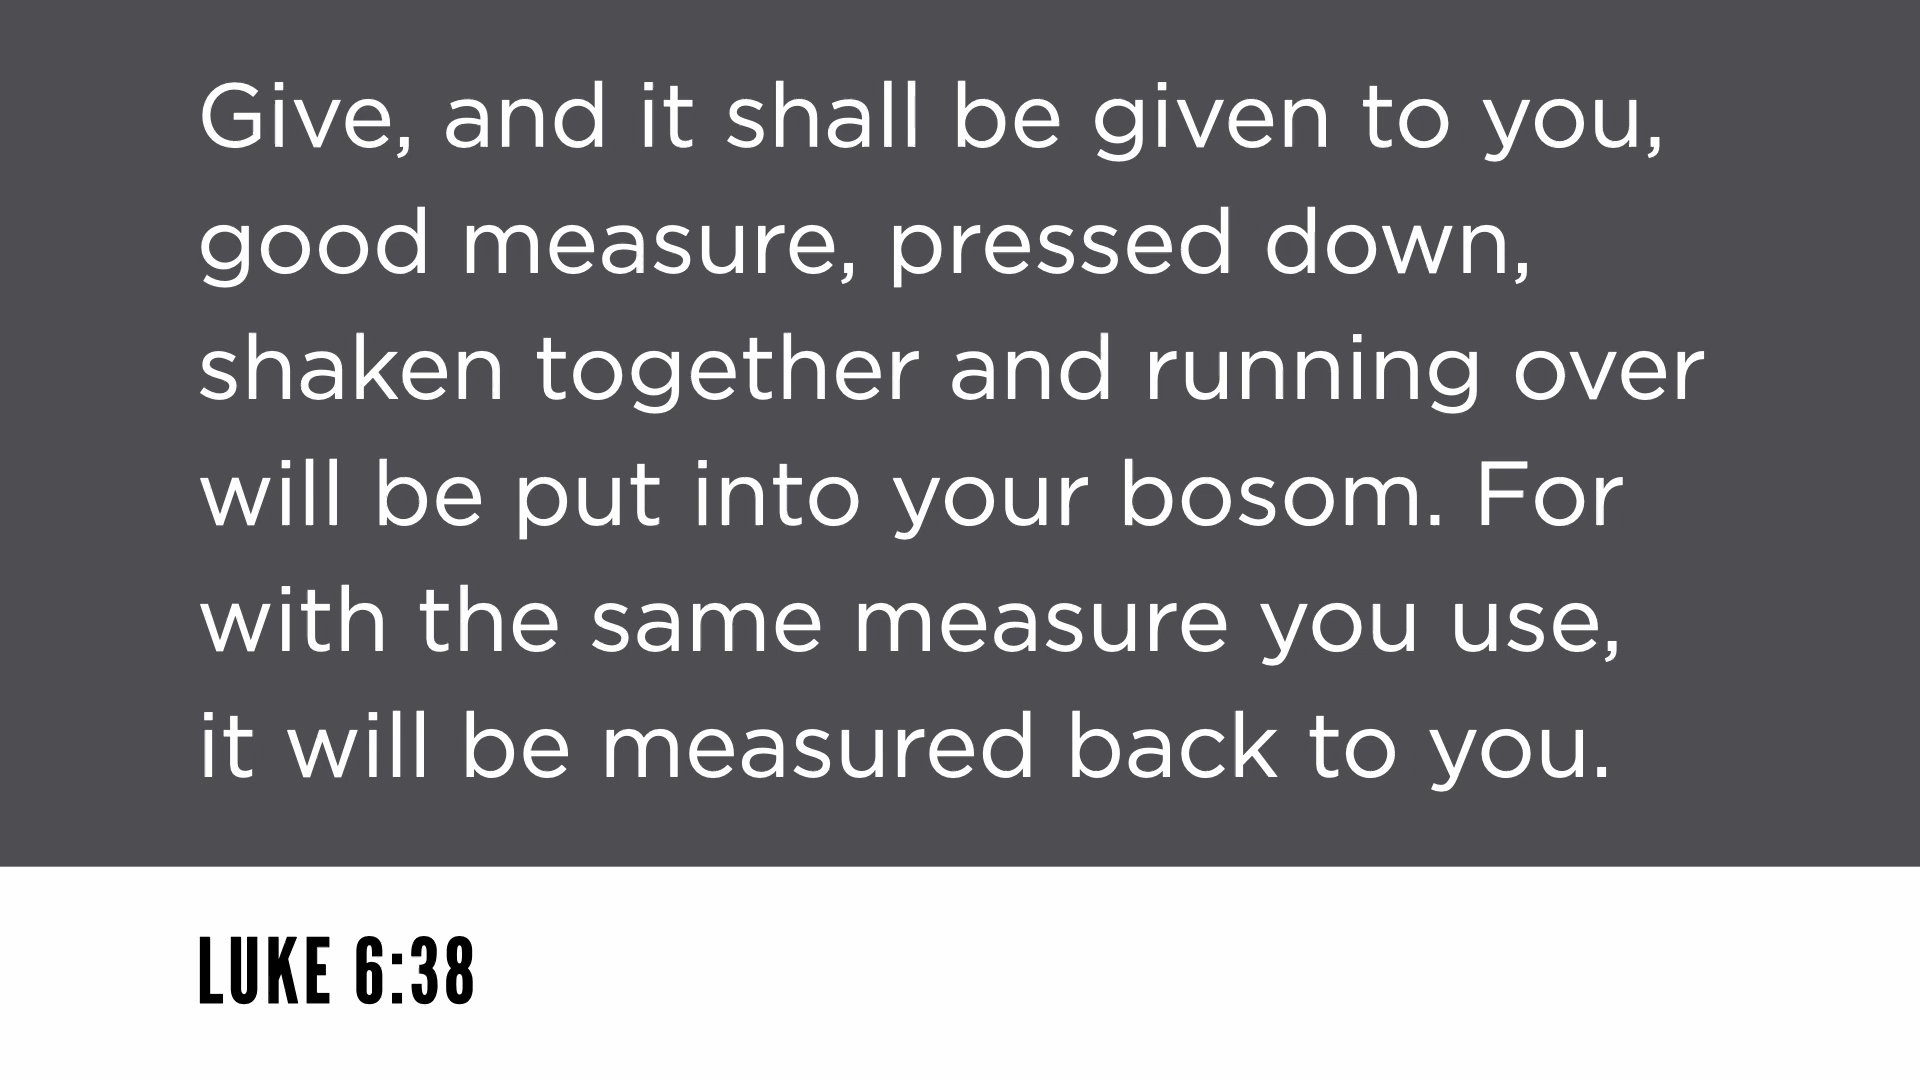 Give, and it shall be given to you,
good measure, pressed down,
shaken together and running over
will be put into your bosom. For
with the same measure you use,
it will be measured back to you.
LUKE 6:38